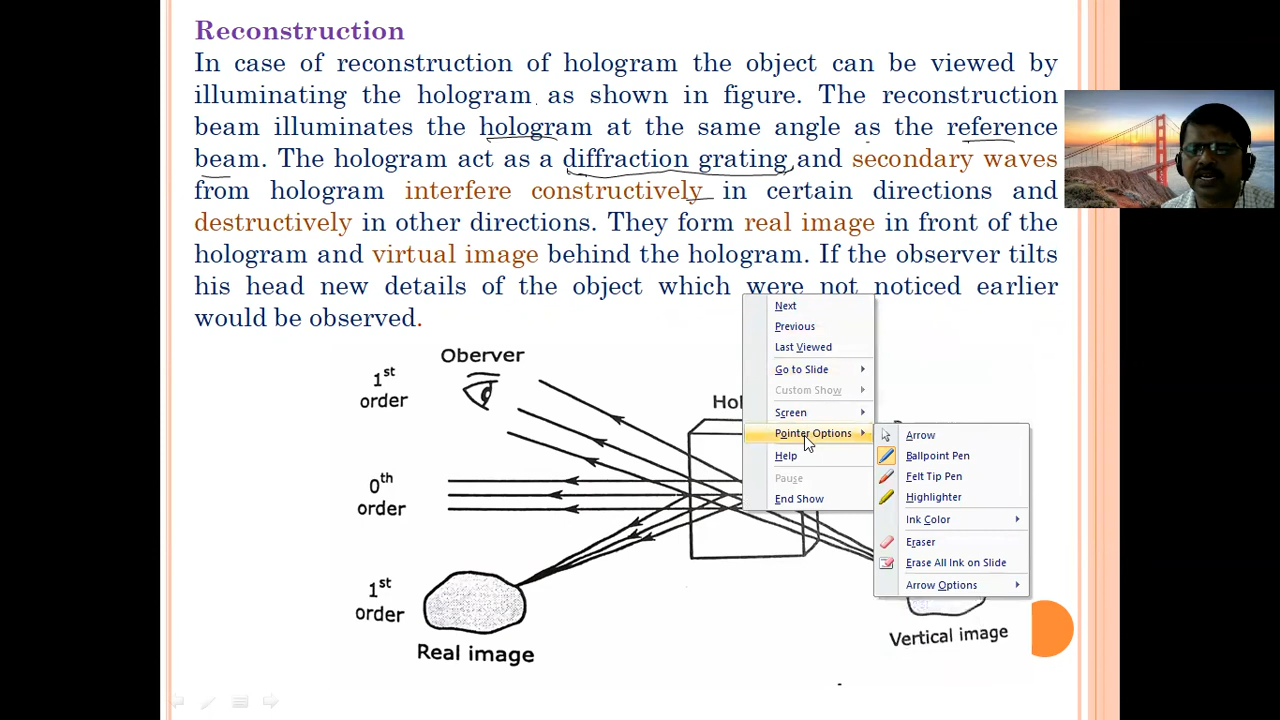 Reconstruction
In case of reconstruction of hologram the object can be viewed by
illuminating the hologram as shown in figure. The reconstruction
beam illuminates the hologram at the same angle as the reference
beam. The hologram act as a diffraction grating and secondary waves
from hologram interfere constructively in certain directions and
destructively in other directions. They form real image in front of the
hologram and virtual image behind the hologram. If the observer tilts
his head new details of the object which were not noticed earlier
would be observed.
Oberver
1st
order
Hol
0th
order
1st
order
Real image
Vertical image
Next
Previous
Last Viewed
Go to Slide
Custom Show
Screen
Pointer Options
Help
Pause
End Show
Arrow
Ballpoint Pen
Felt Tip Pen
Highlighter
Ink Color
Eraser
Erase All Ink on Slide
Arrow Options